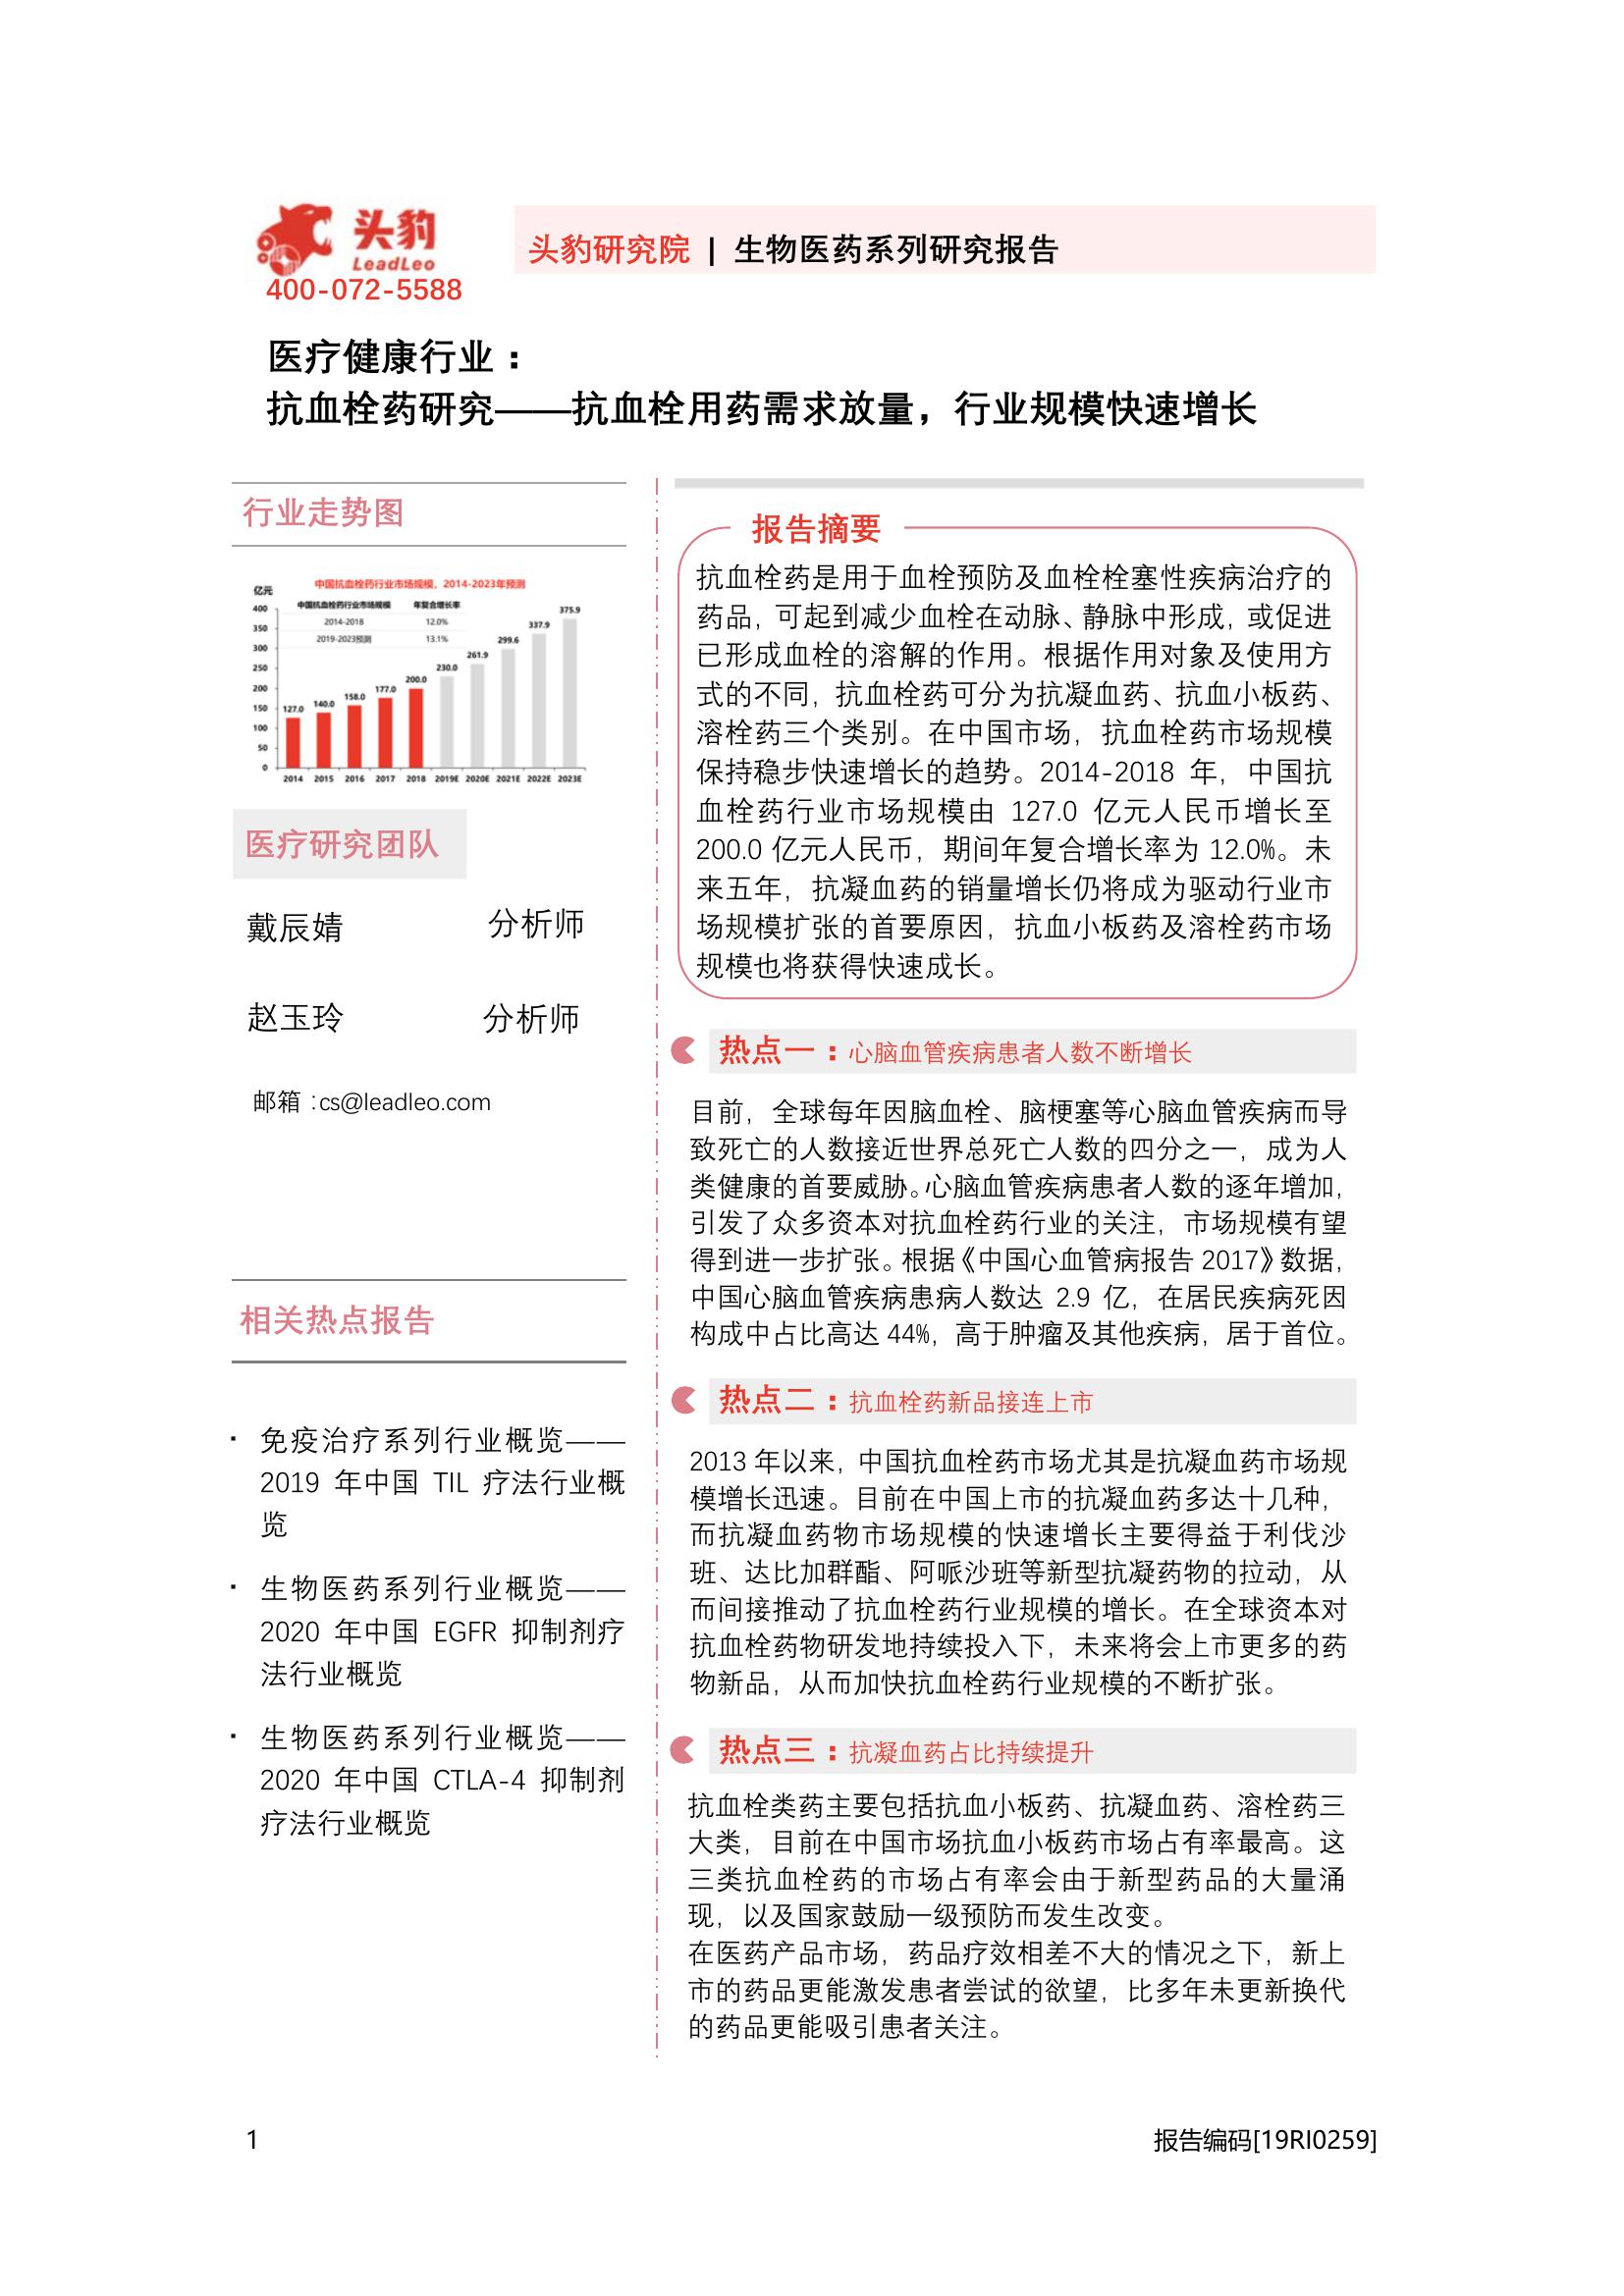 头豹
LeadLeo
400-072-5588
头豹研究院 | 生物医药系列研究报告
医疗健康行业：
抗血栓药研究——抗血栓用药需求放量，行业规模快速增长
行业走势图
中国抗血栓药行业市场规模，2014-2023年预测
亿元
中国抗血栓药行业市场规模 年复合增长率
2014-2018 12.0%
2019-2023预测 13.1%
400
350
300
250
200
150
100
50
0
127.0 140.0 158.0 177.0 200.0 230.0 261.9 299.6 337.9 375.9
2014 2015 2016 2017 2018 2019E 2020E 2021E 2022E 2023E
医疗研究团队
戴辰婧 分析师
赵玉玲 分析师
邮箱：cs@leadleo.com
相关热点报告
· 免疫治疗系列行业概览——
2019 年中国 TIL 疗法行业概
览
· 生物医药系列行业概览——
2020 年中国 EGFR 抑制剂疗
法行业概览
· 生物医药系列行业概览——
2020 年中国 CTLA-4 抑制剂
疗法行业概览
报告摘要
抗血栓药是用于血栓预防及血栓栓塞性疾病治疗的
药品，可起到减少血栓在动脉、静脉中形成，或促进
已形成血栓的溶解的作用。根据作用对象及使用方
式的不同，抗血栓药可分为抗凝血药、抗血小板药、
溶栓药三个类别。在中国市场，抗血栓药市场规模
保持稳步快速增长的趋势。2014-2018 年，中国抗
血栓药行业市场规模由 127.0 亿元人民币增长至
200.0 亿元人民币，期间年复合增长率为 12.0%。未
来五年，抗凝血药的销量增长仍将成为驱动行业市
场规模扩张的首要原因，抗血小板药及溶栓药市场
规模也将获得快速成长。
热点一：心脑血管疾病患者人数不断增长
目前，全球每年因脑血栓、脑梗塞等心脑血管疾病而导
致死亡的人数接近世界总死亡人数的四分之一，成为人
类健康的首要威胁。心脑血管疾病患者人数的逐年增加，
引发了众多资本对抗血栓药行业的关注，市场规模有望
得到进一步扩张。根据《中国心血管病报告 2017》数据，
中国心脑血管疾病患病人数达 2.9 亿，在居民疾病死因
构成中占比高达 44%，高于肿瘤及其他疾病，居于首位。
热点二：抗血栓药新品接连上市
2013 年以来，中国抗血栓药市场尤其是抗凝血药市场规
模增长迅速。目前在中国上市的抗凝血药多达十几种，
而抗凝血药物市场规模的快速增长主要得益于利伐沙
班、达比加群酯、阿哌沙班等新型抗凝药物的拉动，从
而间接推动了抗血栓药行业规模的增长。在全球资本对
抗血栓药物研发地持续投入下，未来将会上市更多的药
物新品，从而加快抗血栓药行业规模的不断扩张。
热点三：抗凝血药占比持续提升
抗血栓类药主要包括抗血小板药、抗凝血药、溶栓药三
大类，目前在中国市场抗血小板药市场占有率最高。这
三类抗血栓药的市场占有率会由于新型药品的大量涌
现，以及国家鼓励一级预防而发生改变。
在医药产品市场，药品疗效相差不大的情况之下，新上
市的药品更能激发患者尝试的欲望，比多年未更新换代
的药品更能吸引患者关注。
1
报告编码[19RI0259]